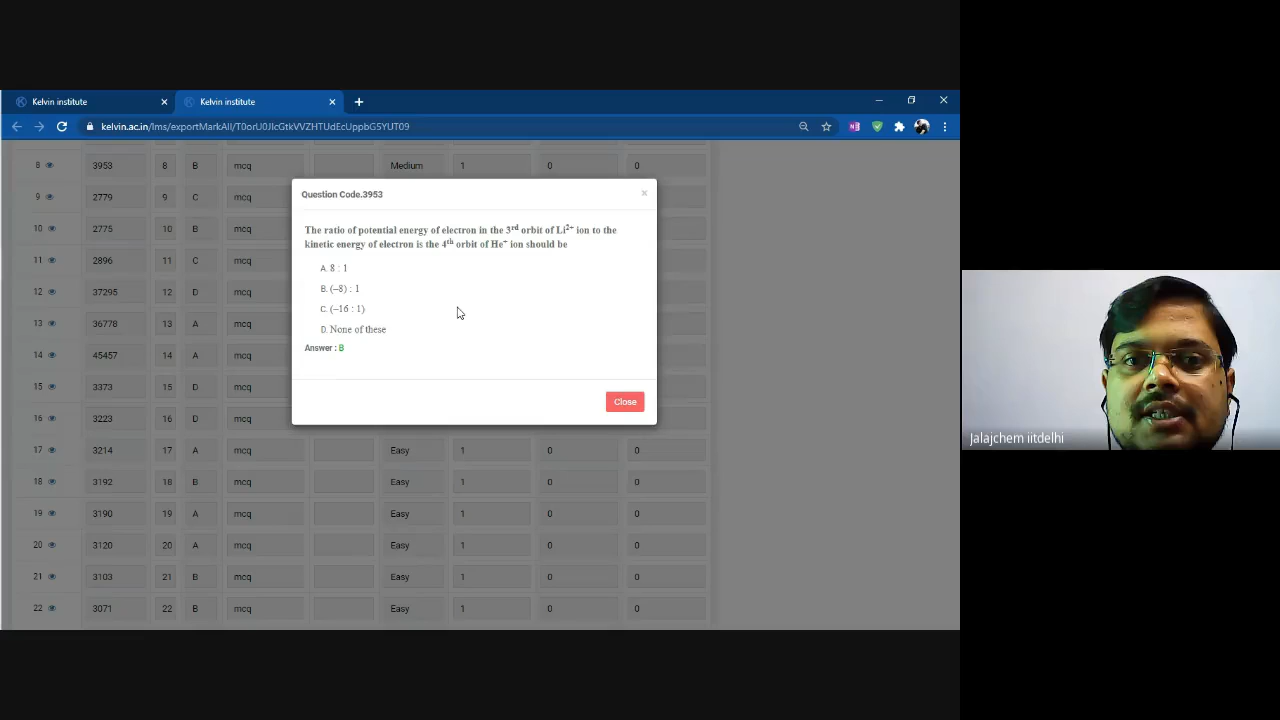 Kelvin institute × Kelvin institute × +
kelvin.ac.in/lms/exportMarkAll/T0orU0JIcGtkVVZHTUdEcUppbG5YUT09
8 3953 8 B mcq Medium 1 0 0
Question Code.3953 ×
9 2779 9 C mcq
The ratio of potential energy of electron in the 3rd orbit of Li2+ ion to the
10 2775 10 B mcq
kinetic energy of electron is the 4th orbit of He+ ion should be
11 2896 11 C mcq
A. 8 : 1
B. (–8) : 1
12 37295 12 D mcq
C. (–16 : 1)
13 36778 13 A mcq
D. None of these
Answer : B
14 45457 14 A mcq
15 3373 15 D mcq
Close
16 3223 16 D mcq
Jalajchem iitdelhi
17 3214 17 A mcq Easy 1 0 0
18 3192 18 B mcq Easy 1 0 0
19 3190 19 A mcq Easy 1 0 0
20 3120 20 A mcq Easy 1 0 0
21 3103 21 B mcq Easy 1 0 0
22 3071 22 B mcq Easy 1 0 0